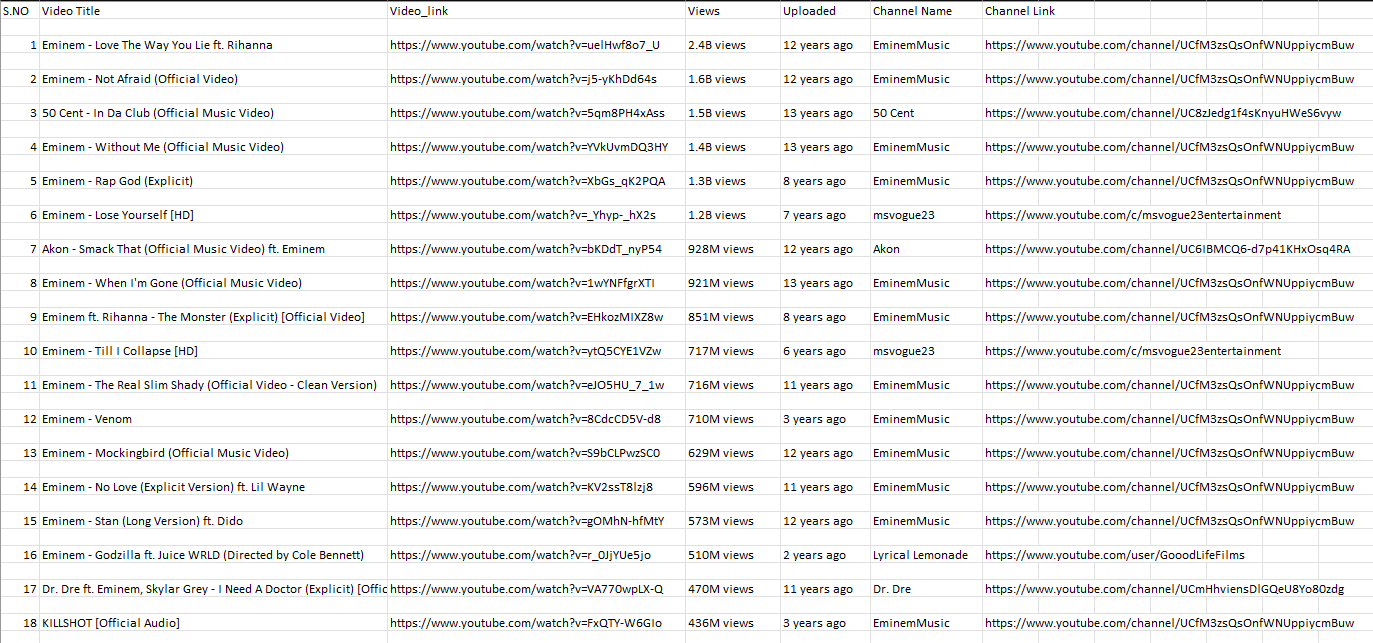 S.NO Video Title Video_link Views Uploaded Channel Name Channel Link
1 Eminem - Love The Way You Lie ft. Rihanna https://www.youtube.com/watch?v=uelHwf8o7_U 2.4B views 12 years ago EminemMusic https://www.youtube.com/channel/UCfM3zsQsOnfWNUppiycmBuw
2 Eminem - Not Afraid (Official Video) https://www.youtube.com/watch?v=j5-yKhDd64s 1.6B views 12 years ago EminemMusic https://www.youtube.com/channel/UCfM3zsQsOnfWNUppiycmBuw
3 50 Cent - In Da Club (Official Music Video) https://www.youtube.com/watch?v=5qm8PH4xAss 1.5B views 13 years ago 50 Cent https://www.youtube.com/channel/UC8zJedg1f4sKnyuHWeS6vyw
4 Eminem - Without Me (Official Music Video) https://www.youtube.com/watch?v=YVkUvmDQ3HY 1.4B views 13 years ago EminemMusic https://www.youtube.com/channel/UCfM3zsQsOnfWNUppiycmBuw
5 Eminem - Rap God (Explicit) https://www.youtube.com/watch?v=XbGs_qK2PQA 1.3B views 8 years ago EminemMusic https://www.youtube.com/channel/UCfM3zsQsOnfWNUppiycmBuw
6 Eminem - Lose Yourself [HD] https://www.youtube.com/watch?v=_Yhyp-_hX2s 1.2B views 7 years ago msvogue23 https://www.youtube.com/c/msvogue23entertainment
7 Akon - Smack That (Official Music Video) ft. Eminem https://www.youtube.com/watch?v=bKDdT_nyP54 928M views 12 years ago Akon https://www.youtube.com/channel/UC6IBMCQ6-d7p41KHxOsq4RA
8 Eminem - When I'm Gone (Official Music Video) https://www.youtube.com/watch?v=1wYNFfgrXTI 921M views 13 years ago EminemMusic https://www.youtube.com/channel/UCfM3zsQsOnfWNUppiycmBuw
9 Eminem ft. Rihanna - The Monster (Explicit) [Official Video] https://www.youtube.com/watch?v=EHkozMIXZ8w 851M views 8 years ago EminemMusic https://www.youtube.com/channel/UCfM3zsQsOnfWNUppiycmBuw
10 Eminem - Till I Collapse [HD] https://www.youtube.com/watch?v=ytQ5CYE1VZw 717M views 6 years ago msvogue23 https://www.youtube.com/c/msvogue23entertainment
11 Eminem - The Real Slim Shady (Official Video - Clean Version) https://www.youtube.com/watch?v=eJO5HU_7_1w 716M views 11 years ago EminemMusic https://www.youtube.com/channel/UCfM3zsQsOnfWNUppiycmBuw
12 Eminem - Venom https://www.youtube.com/watch?v=8CdcCD5V-d8 710M views 3 years ago EminemMusic https://www.youtube.com/channel/UCfM3zsQsOnfWNUppiycmBuw
13 Eminem - Mockingbird (Official Music Video) https://www.youtube.com/watch?v=S9bCLPwzSC0 629M views 12 years ago EminemMusic https://www.youtube.com/channel/UCfM3zsQsOnfWNUppiycmBuw
14 Eminem - No Love (Explicit Version) ft. Lil Wayne https://www.youtube.com/watch?v=KV2ssT8lzj8 596M views 11 years ago EminemMusic https://www.youtube.com/channel/UCfM3zsQsOnfWNUppiycmBuw
15 Eminem - Stan (Long Version) ft. Dido https://www.youtube.com/watch?v=gOMhN-hfMtY 573M views 12 years ago EminemMusic https://www.youtube.com/channel/UCfM3zsQsOnfWNUppiycmBuw
16 Eminem - Godzilla ft. Juice WRLD (Directed by Cole Bennett) https://www.youtube.com/watch?v=r_0JjYUe5jo 510M views 2 years ago Lyrical Lemonade https://www.youtube.com/user/GooodLifeFilms
17 Dr. Dre ft. Eminem, Skylar Grey - I Need A Doctor (Explicit) [Offic https://www.youtube.com/watch?v=VA770wpLX-Q 470M views 11 years ago Dr. Dre https://www.youtube.com/channel/UCmHhviensDlGQeU8Yo80zdg
18 KILLSHOT [Official Audio] https://www.youtube.com/watch?v=FxQTY-W6GIo 436M views 3 years ago EminemMusic https://www.youtube.com/channel/UCfM3zsQsOnfWNUppiycmBuw